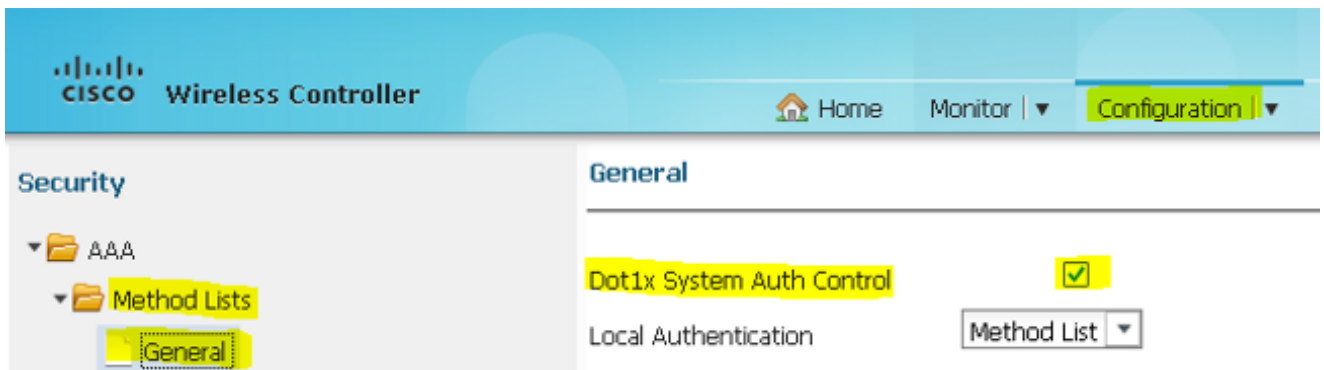 CISCO Wireless Controller
Home Monitor Configuration
Security
AAA
Method Lists
General
General
Dot1x System Auth Control
Local Authentication Method List